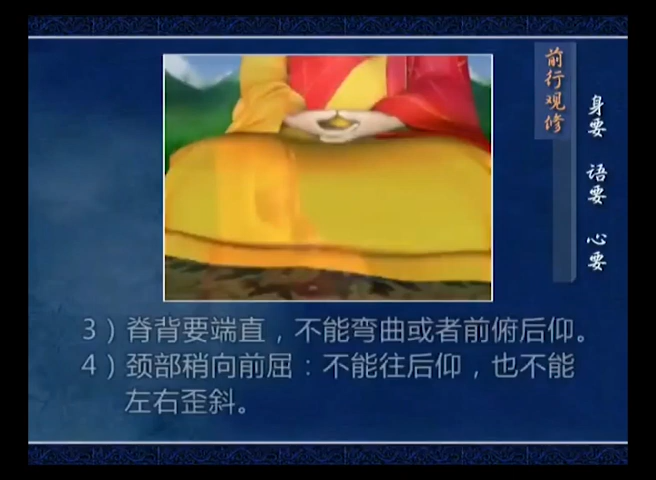 前行观修
身要 语要 心要
3）脊背要端直，不能弯曲或者前俯后仰。
4）颈部稍向前屈：不能往后仰，也不能
左右歪斜。